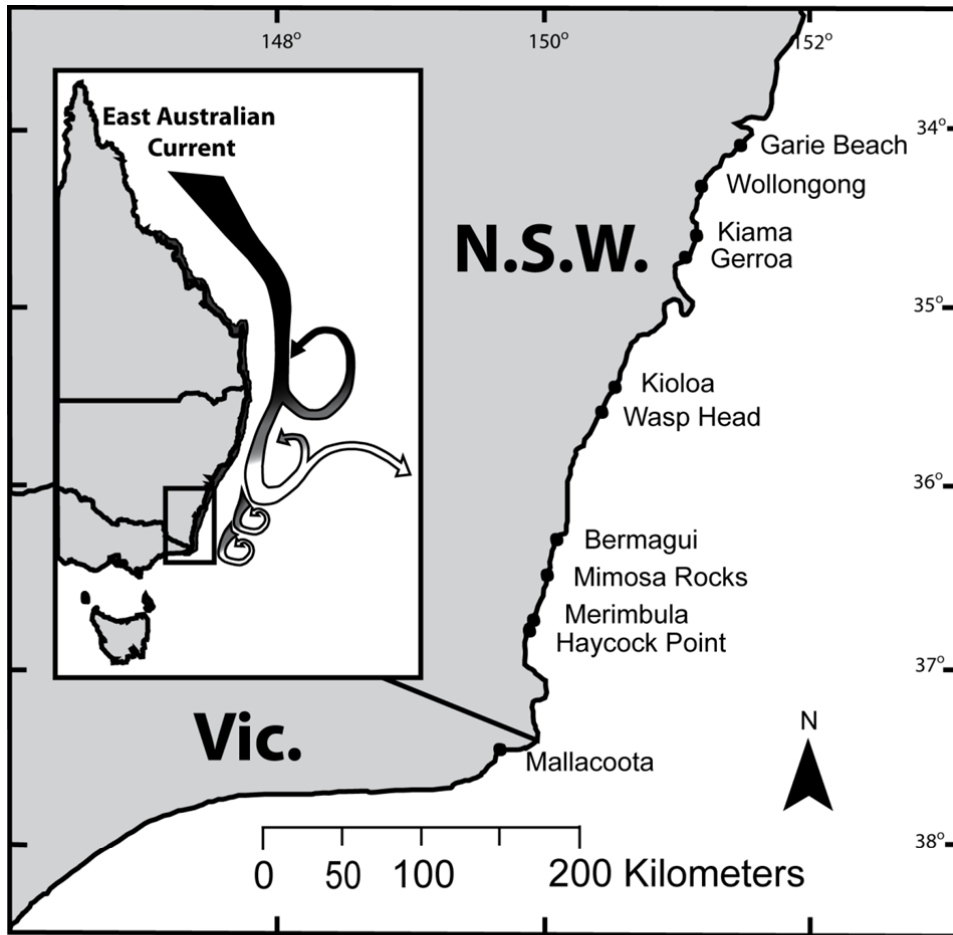 148°
150°
152°
East Australian
Current
34°
Garie Beach
Wollongong
N.S.W.
Kiama
Gerroa
35°
Kioloa
Wasp Head
36°
Bermagui
Mimosa Rocks
Merimbula
Haycock Point
37°
Vic.
N
Mallacoota
38°
0 50 100 200 Kilometers